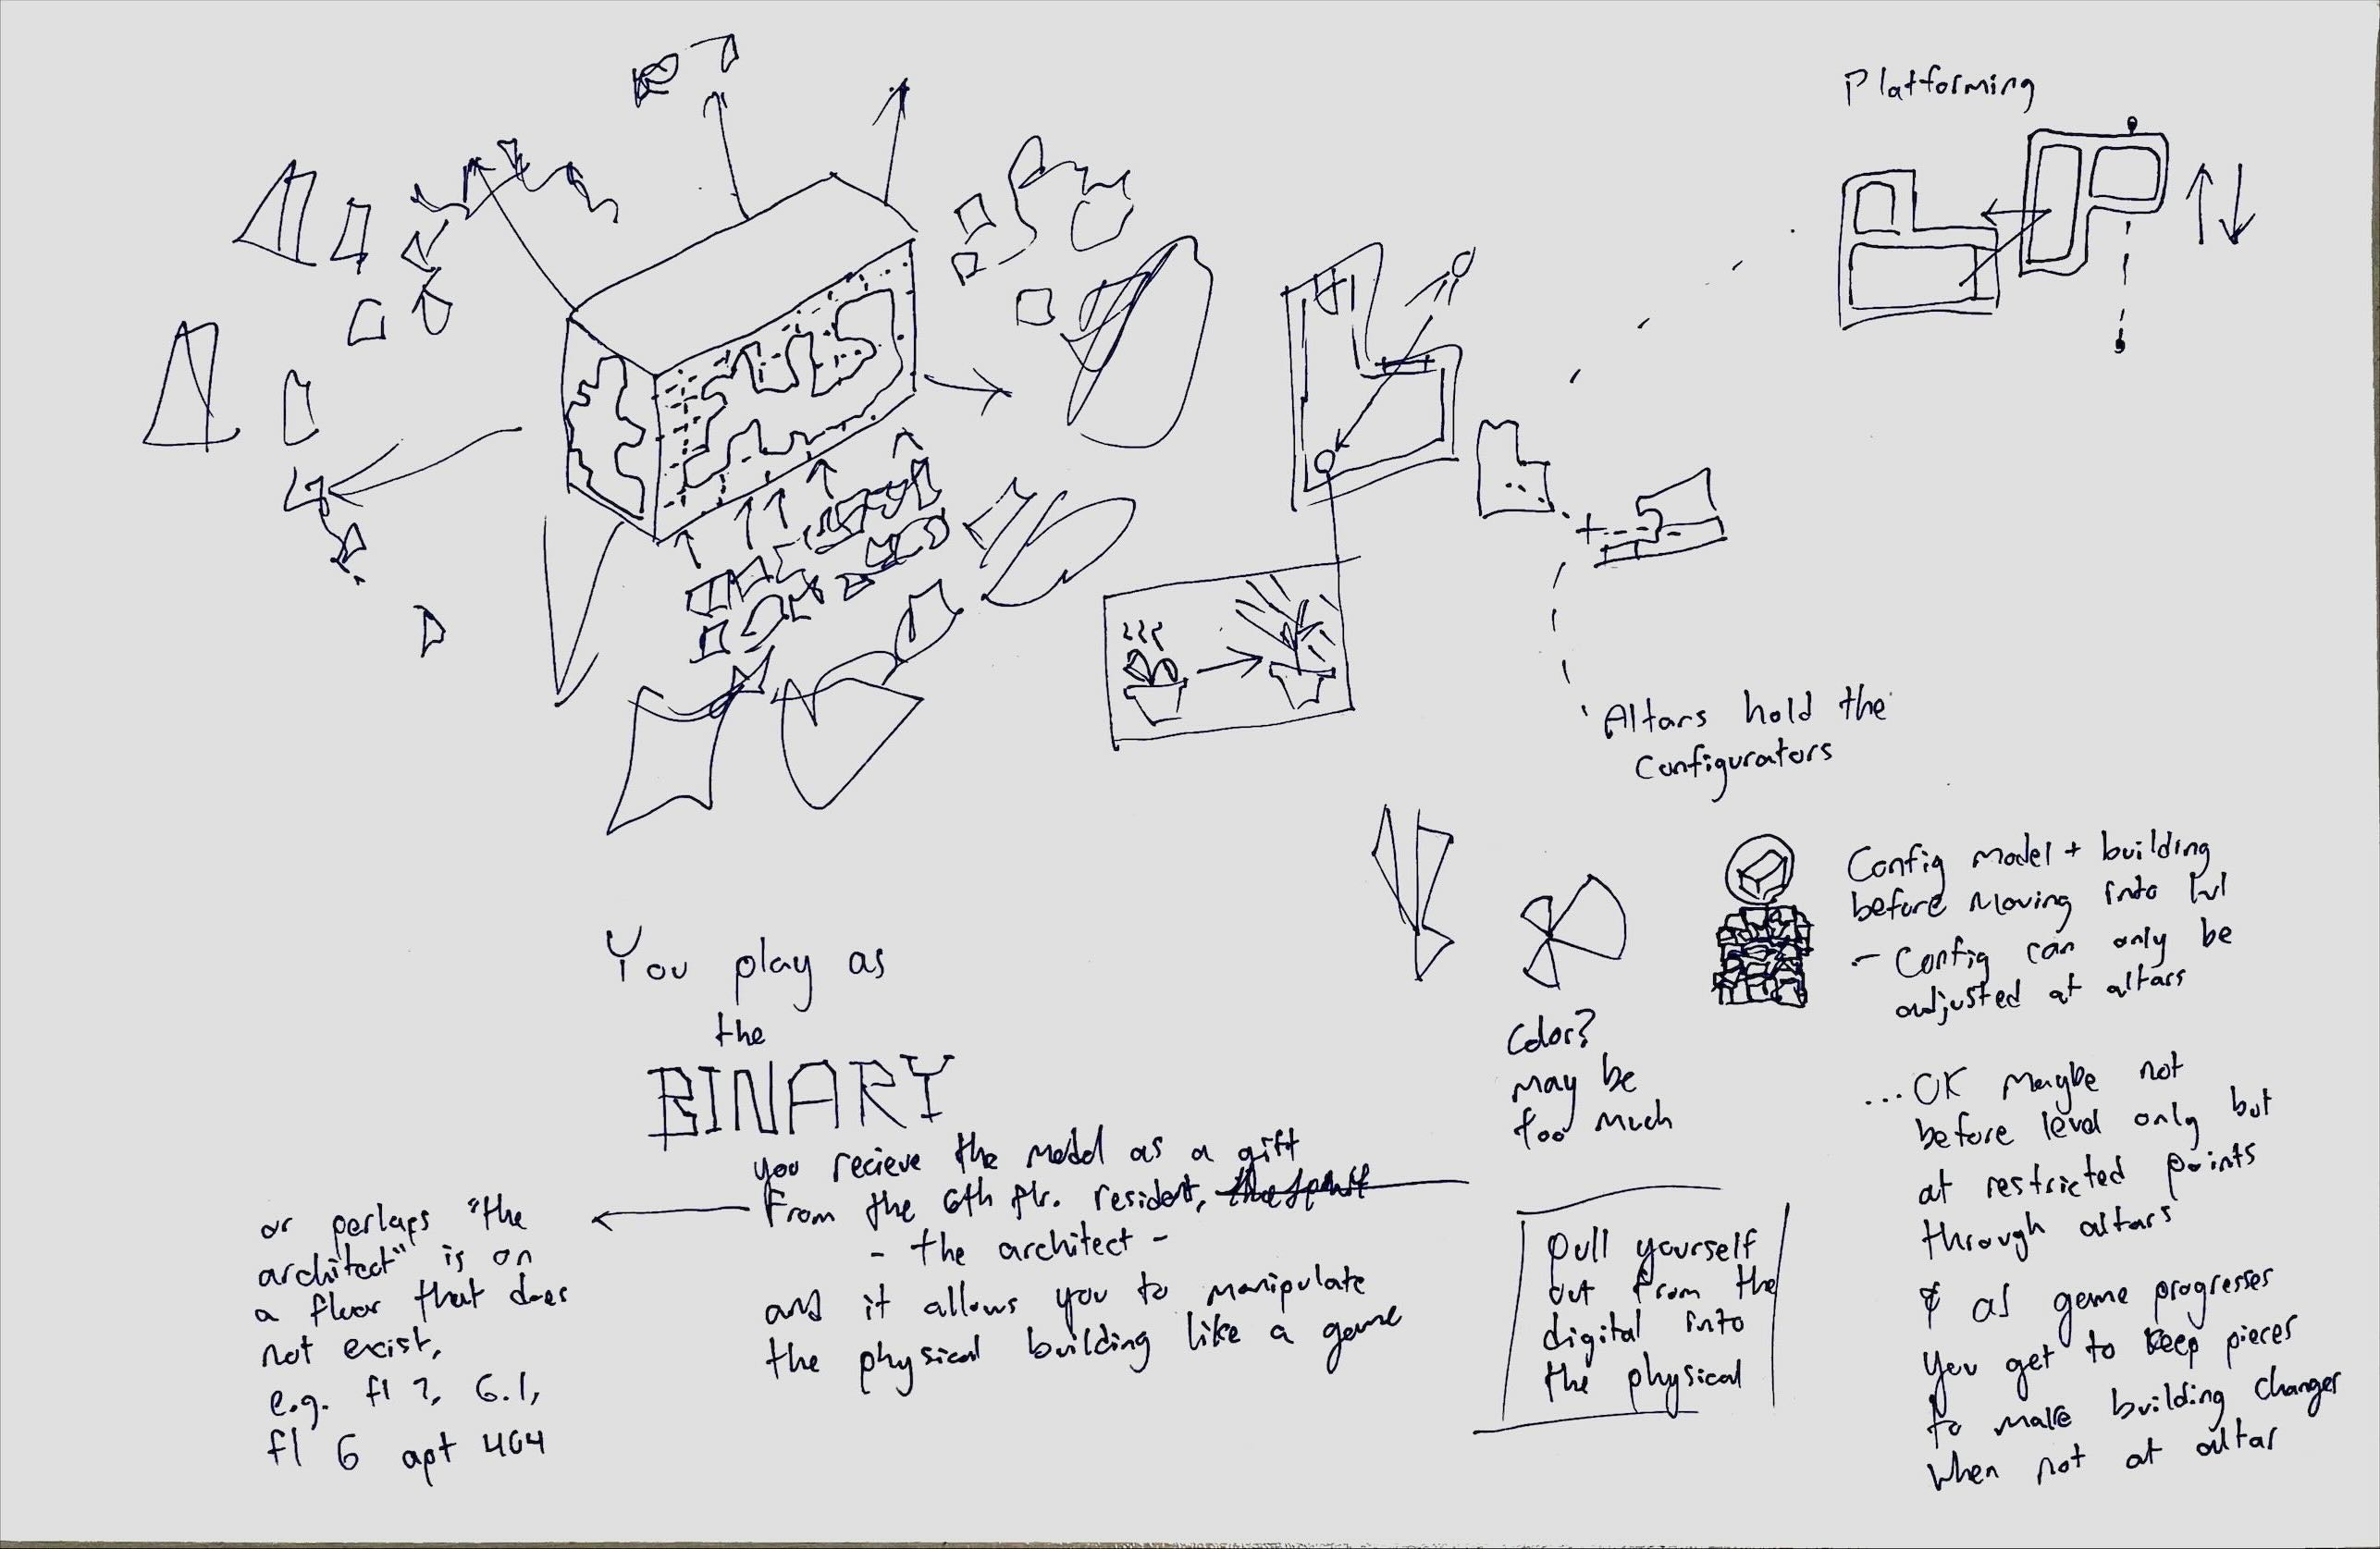 Platforming
'Altars hold the
Configurators
Config model + building
before moving into lvl
- Config can only be
adjusted at altars
You play as
the
BINARY
you recieve the model as a gift
from the 6th flr. resident,
- the architect -
and it allows you to manipulate
the physical building like a game
or perhaps "the
architect" is on
a floor that does
not exist,
e.g. fl ?, 6.1,
fl 6 apt 404
Color?
may be
too much
Pull yourself
out from the
digital into
the physical
... OK maybe not
before level only but
at restricted points
through altars
& as game progresses
you get to keep pieces
to make building changes
when not at altar